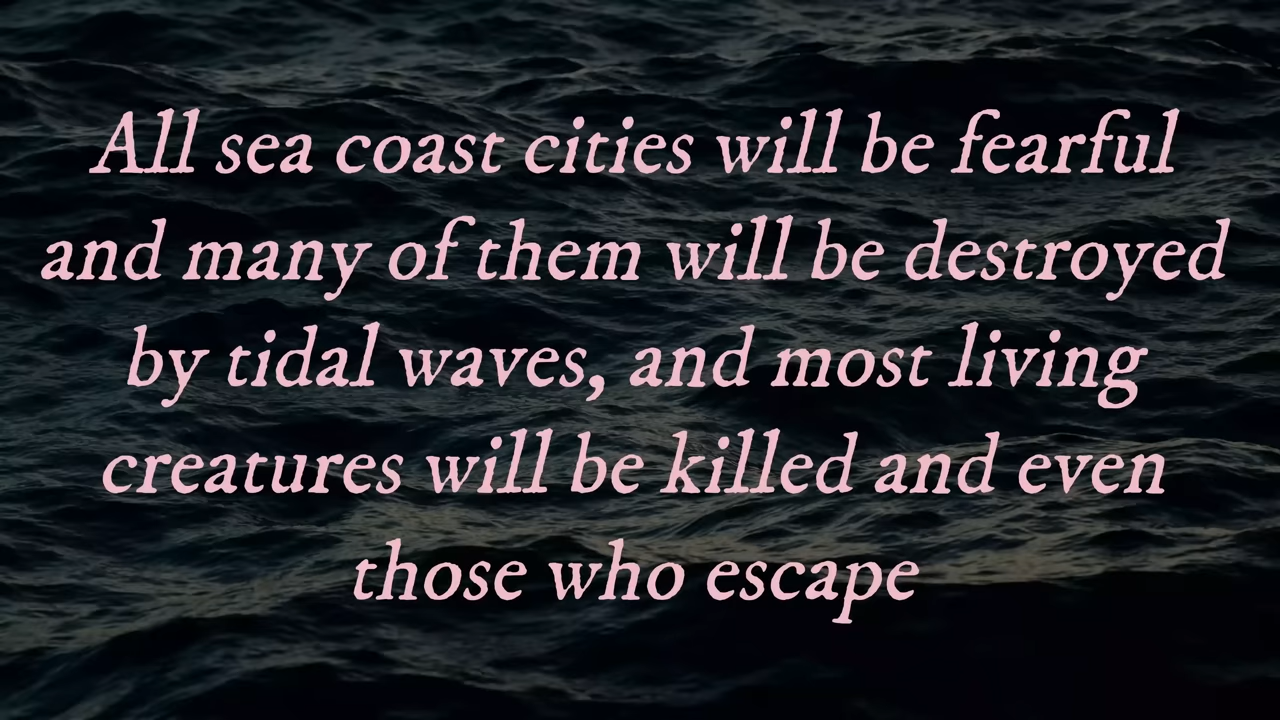 All sea coast cities will be fearful
and many of them will be destroyed
by tidal waves, and most living
creatures will be killed and even
those who escape